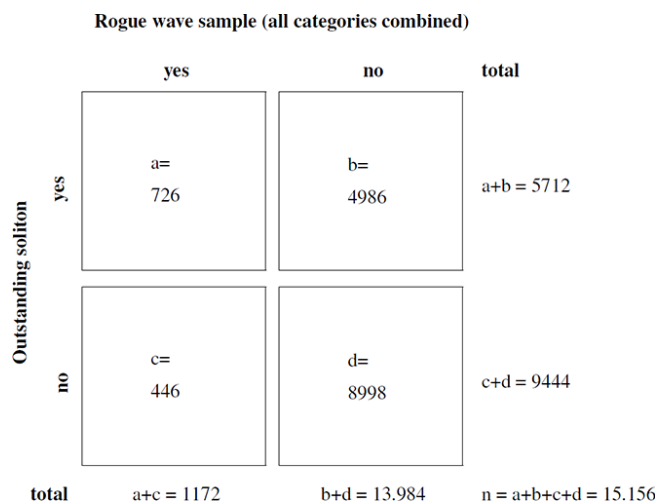 Rogue wave sample (all categories combined)
yes no total
Outstanding soliton
yes
a= b=
726 4986
a+b = 5712
no
c= d=
446 8998
c+d = 9444
total a+c = 1172 b+d = 13.984 n = a+b+c+d = 15.156